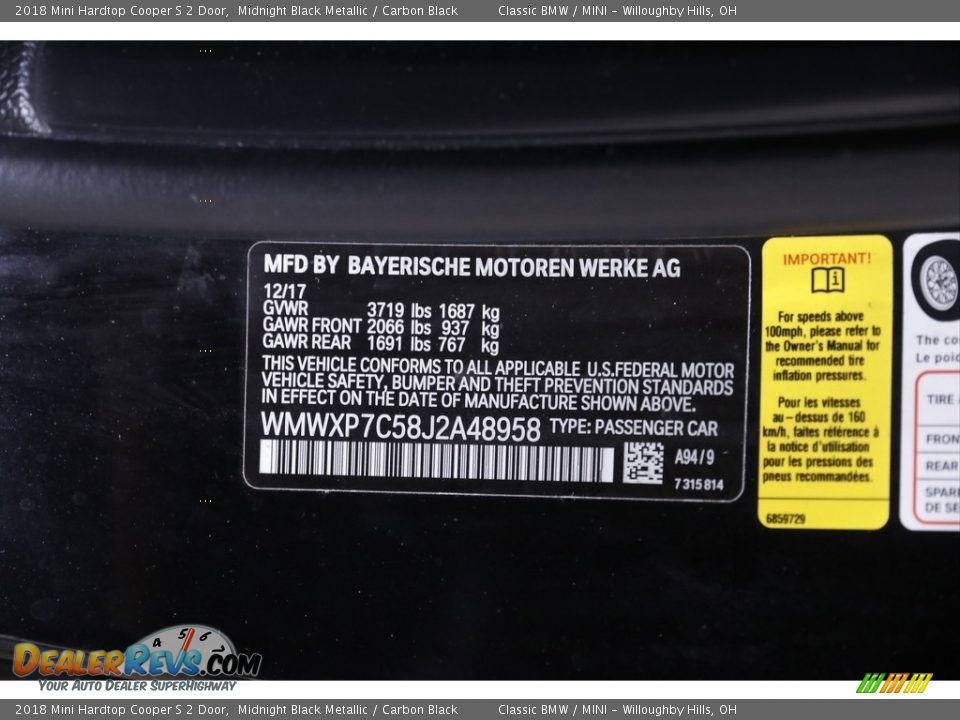 2018 Mini Hardtop Cooper S 2 Door, Midnight Black Metallic / Carbon Black Classic BMW / MINI - Willoughby Hills, OH
MFD BY BAYERISCHE MOTOREN WERKE AG
12/17
GVWR 3719 lbs 1687 kg
GAWR FRONT 2066 lbs 937 kg
GAWR REAR 1691 lbs 767 kg
THIS VEHICLE CONFORMS TO ALL APPLICABLE U.S.FEDERAL MOTOR
VEHICLE SAFETY, BUMPER AND THEFT PREVENTION STANDARDS
IN EFFECT ON THE DATE OF MANUFACTURE SHOWN ABOVE.
WMWXP7C58J2A48958 TYPE: PASSENGER CAR
A94/9
7 315 814
IMPORTANT!
For speeds above
100mph, please refer to
the Owner's Manual for
recommended tire
inflation pressures.
Pour les vitesses
au-dessus de 160
km/h, faites référence à
la notice d'utilisation
pour les pressions des
pneus recommandées.
6859729
The co
Le poid
TIRE
FRON
REAR
SPAR
DE SE
4 5 6
DEALERREVS.COM
YOUR AUTO DEALER SUPERHIGHWAY
2018 Mini Hardtop Cooper S 2 Door, Midnight Black Metallic / Carbon Black Classic BMW / MINI - Willoughby Hills, OH